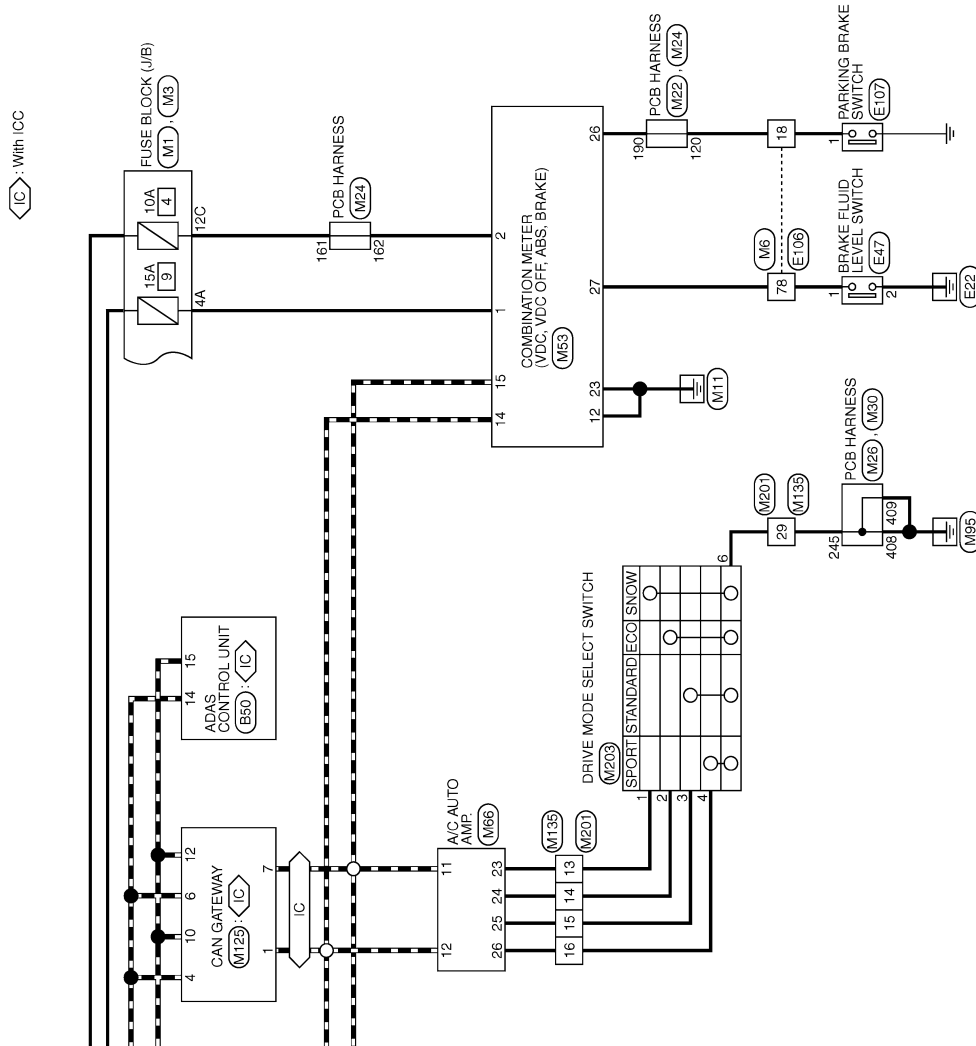 IC : With ICC
FUSE BLOCK (J/B)
M1 , M3
10A
4
15A
9
12C
4A
PCB HARNESS
M24
161
162
2
1
15
14
COMBINATION METER
(VDC, VDC OFF, ABS, BRAKE)
M53
26
27
23
12
PCB HARNESS
M22 , M24
190
120
M6
E106
18
78
PARKING BRAKE
SWITCH
E107
1
BRAKE FLUID
LEVEL SWITCH
E47
1
2
E22
M11
ADAS
CONTROL UNIT
B50 : IC
15
14
CAN GATEWAY
M125 : IC
12
6
10
4
7
1
IC
A/C AUTO
AMP.
M66
11
12
23
24
25
26
M135
M201
13
14
15
16
DRIVE MODE SELECT SWITCH
M203
SPORT STANDARD ECO SNOW
1
2
3
4
6
M201
M135
29
PCB HARNESS
M26 , M30
245
409
408
M95